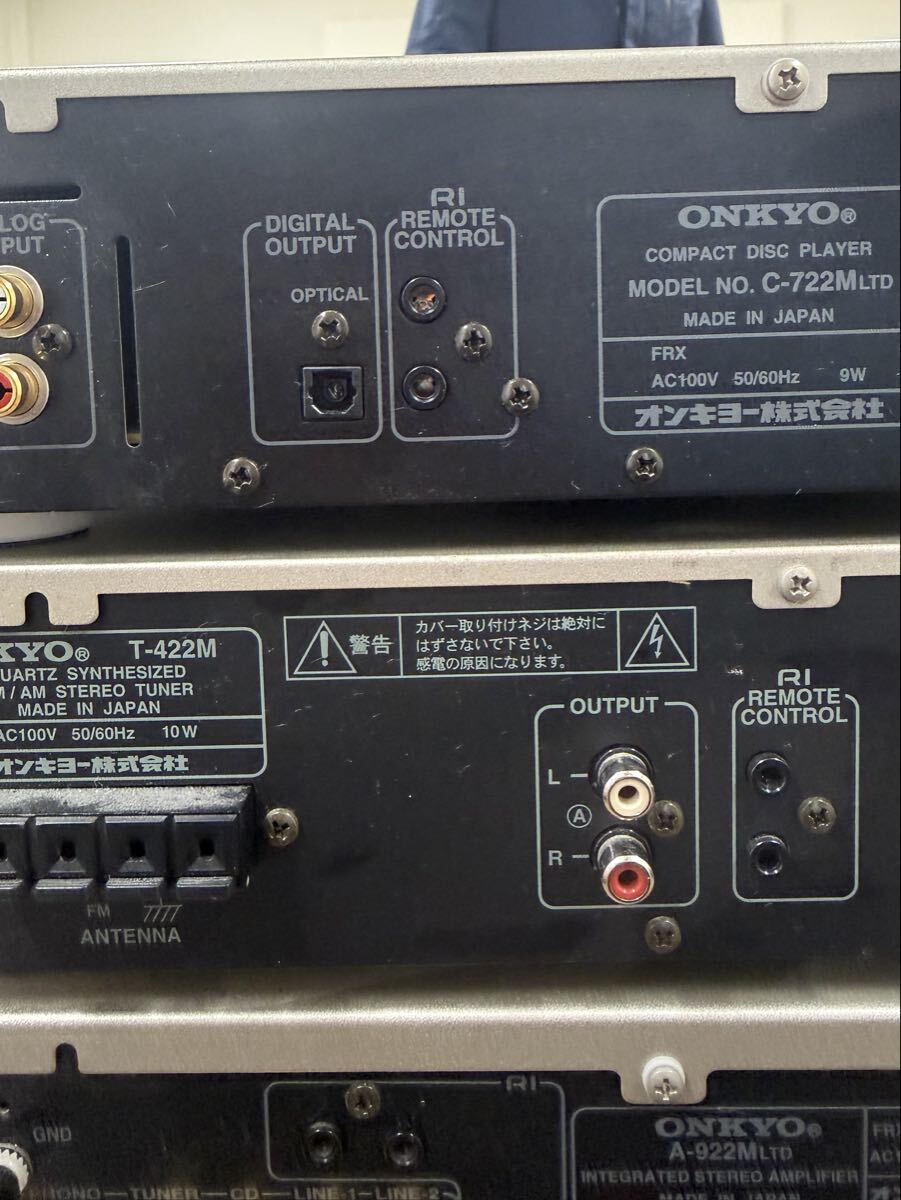 LOG
PUT
DIGITAL
OUTPUT
OPTICAL
RI
REMOTE
CONTROL
ONKYO®
COMPACT DISC PLAYER
MODEL NO. C-722MLTD
MADE IN JAPAN
FRX
AC100V 50/60Hz 9W
オンキヨー株式会社
KYO® T-422M
UARTZ SYNTHESIZED
M / AM STEREO TUNER
MADE IN JAPAN
AC100V 50/60Hz 10W
オンキヨー株式会社
警告
カバー取り付けネジは絶対に
はずさないで下さい。
感電の原因になります。
OUTPUT
L
A
R
RI
REMOTE
CONTROL
FM
ANTENNA
GND
RI
ONO TUNER CD LINE-1 LINE-2
ONKYO®
A-922MLTD
INTEGRATED STEREO AMPLIFIER
FR
AC1